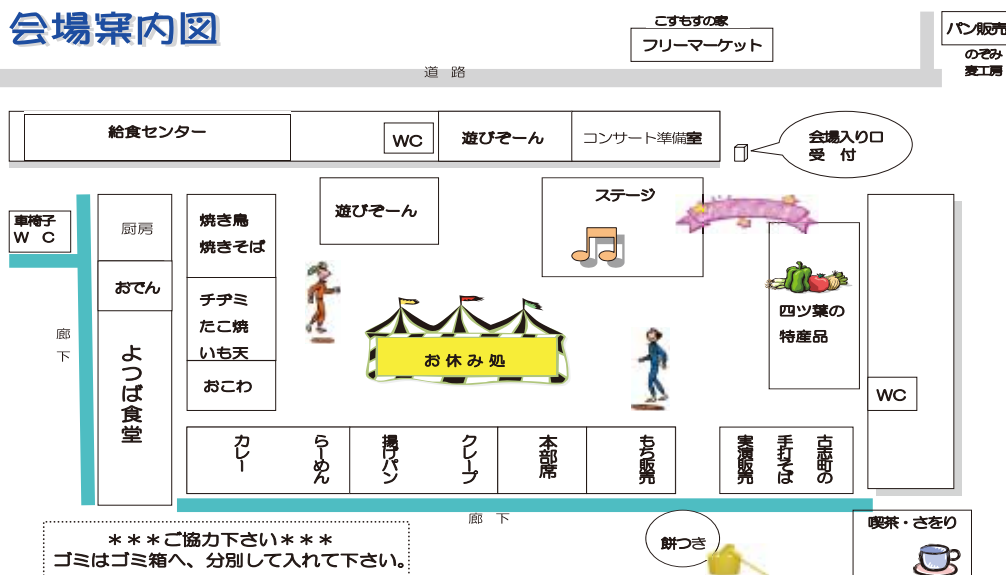 会場案内図
こすもすの家
フリーマーケット
パン販売
のぞみ
麦工房
道 路
給食センター
WC
遊びぞーん
コンサート準備室
会場入り口
受 付
車椅子
W C
厨房
焼き鳥
焼きそば
遊びぞーん
ステージ
おでん
チヂミ
たこ焼
いも天
おこわ
四ツ葉の
特産品
お休み処
廊下
よつば食堂
WC
カレー
らーめん
揚げパン
クレープ
本部席
もち販売
古志町の
手打そば
実演販売
廊 下
＊＊＊ご協力下さい＊＊＊
ゴミはゴミ箱へ、分別して入れて下さい。
餅つき
喫茶・さをり